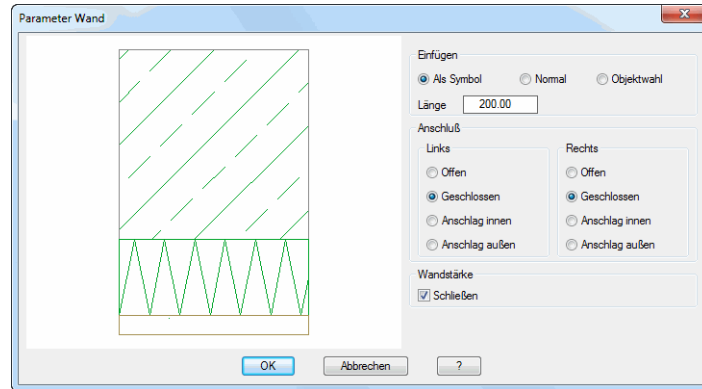 Parameter Wand
Einfügen
Als Symbol Normal Objektwahl
Länge 200.00
Anschluß
Links Rechts
Offen Offen
Geschlossen Geschlossen
Anschlag innen Anschlag innen
Anschlag außen Anschlag außen
Wandstärke
Schließen
OK Abbrechen ?